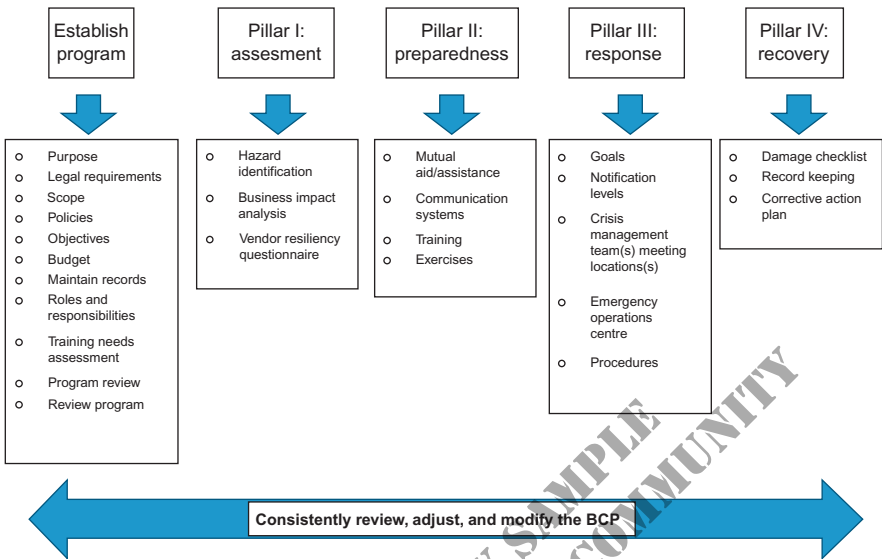 Establish
program
Pillar I:
assesment
Pillar II:
preparedness
Pillar III:
response
Pillar IV:
recovery
Purpose
Legal requirements
Scope
Policies
Objectives
Budget
Maintain records
Roles and
responsibilities
Training needs
assessment
Program review
Review program
Hazard
identification
Business impact
analysis
Vendor resiliency
questionnaire
Mutual
aid/assistance
Communication
systems
Training
Exercises
Goals
Notification
levels
Crisis
management
team(s) meeting
locations(s)
Emergency
operations
centre
Procedures
Damage checklist
Record keeping
Corrective action
plan
Consistently review, adjust, and modify the BCP
SAMPLE
COMMUNITY